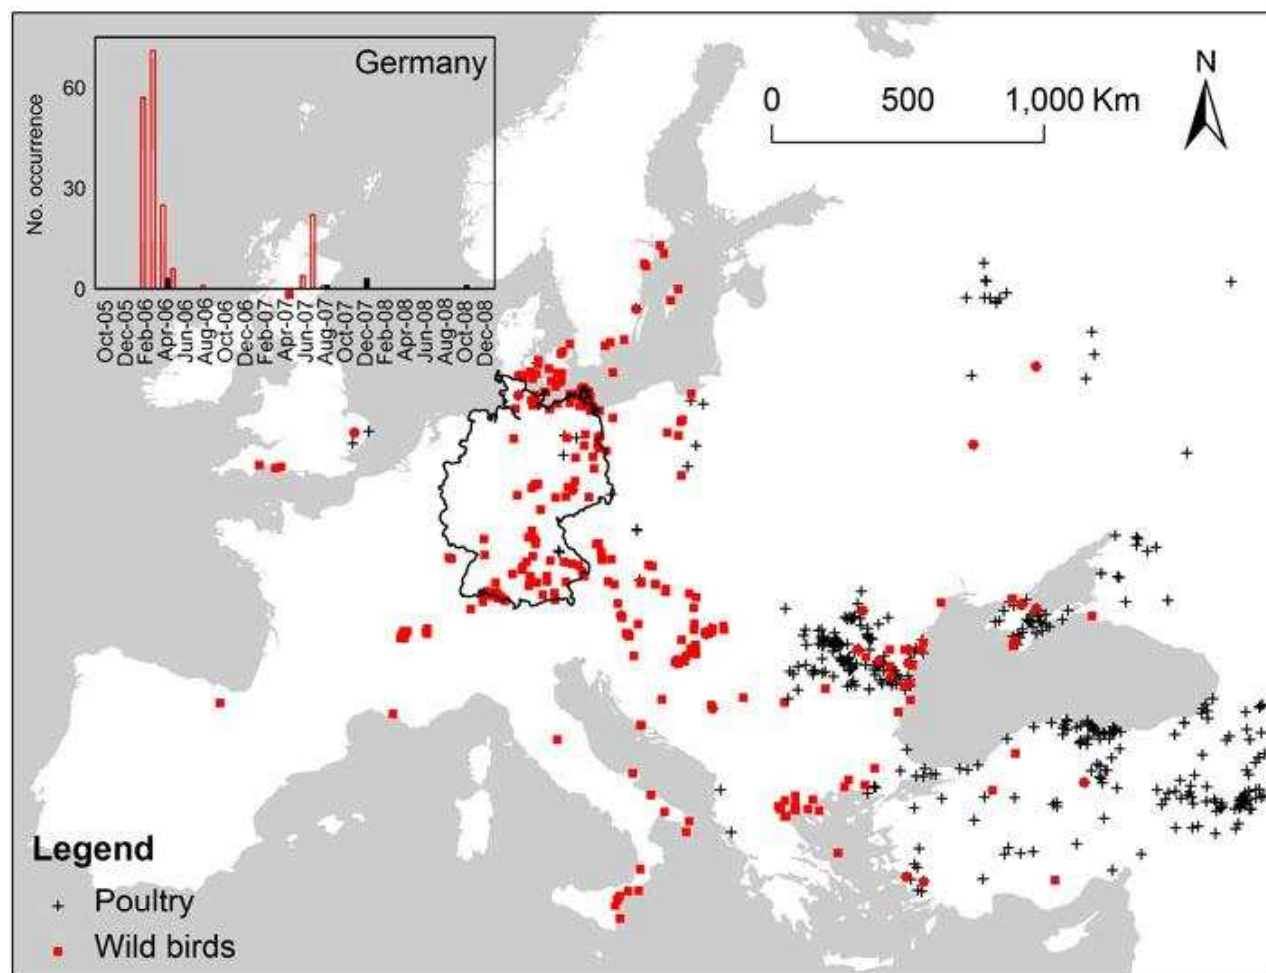 Germany
N
0 500 1,000 Km
60
30
0
No. occurrence
Oct-05
Dec-05
Feb-06
Apr-06
Jun-06
Aug-06
Oct-06
Dec-06
Feb-07
Apr-07
Jun-07
Aug-07
Oct-07
Dec-07
Feb-08
Apr-08
Jun-08
Aug-08
Oct-08
Dec-08
Legend
Poultry
Wild birds